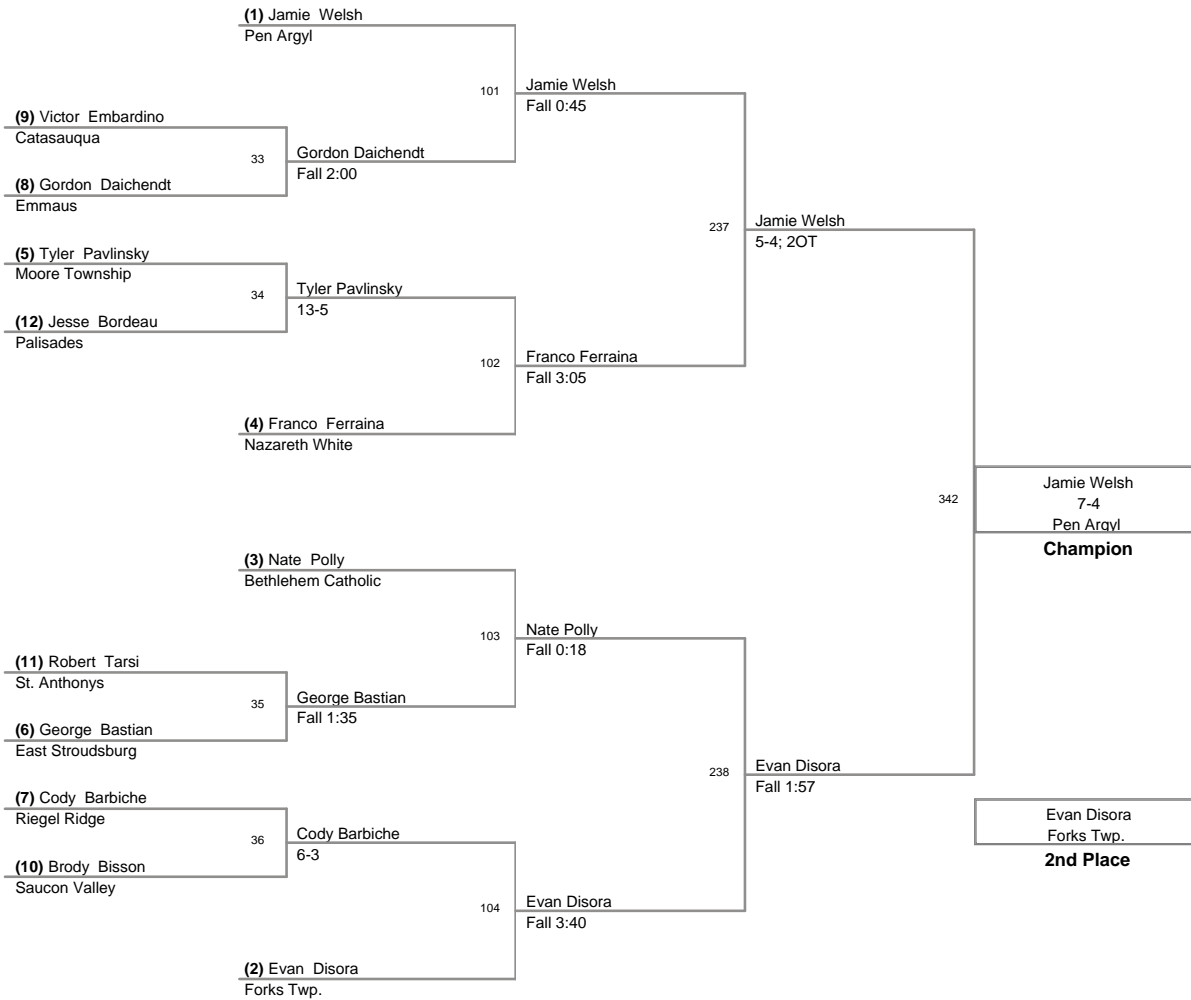 (1) Jamie Welsh
Pen Argyl
101
Jamie Welsh
Fall 0:45
(9) Victor Embardino
Catasauqua
33
Gordon Daichendt
Fall 2:00
(8) Gordon Daichendt
Emmaus
237
Jamie Welsh
5-4; 2OT
(5) Tyler Pavlinsky
Moore Township
34
Tyler Pavlinsky
13-5
(12) Jesse Bordeau
Palisades
102
Franco Ferraina
Fall 3:05
(4) Franco Ferraina
Nazareth White
342
Jamie Welsh
7-4
Pen Argyl
Champion
(3) Nate Polly
Bethlehem Catholic
103
Nate Polly
Fall 0:18
(11) Robert Tarsi
St. Anthonys
35
George Bastian
Fall 1:35
(6) George Bastian
East Stroudsburg
238
Evan Disora
Fall 1:57
(7) Cody Barbiche
Riegel Ridge
36
Cody Barbiche
6-3
(10) Brody Bisson
Saucon Valley
Evan Disora
Forks Twp.
2nd Place
104
Evan Disora
Fall 3:40
(2) Evan Disora
Forks Twp.